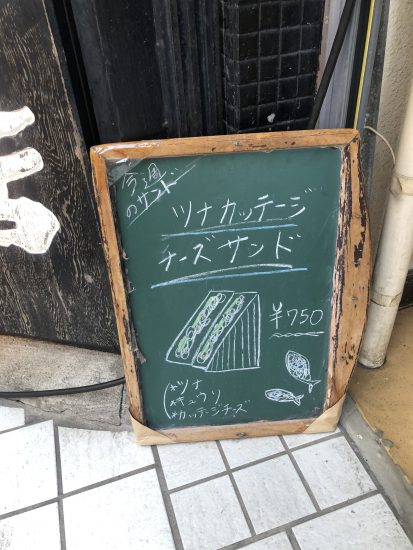 今週
のサンド
ツナカッテージ
チーズサンド
¥750
*ツナ
*キュウリ
*カッテージチーズ